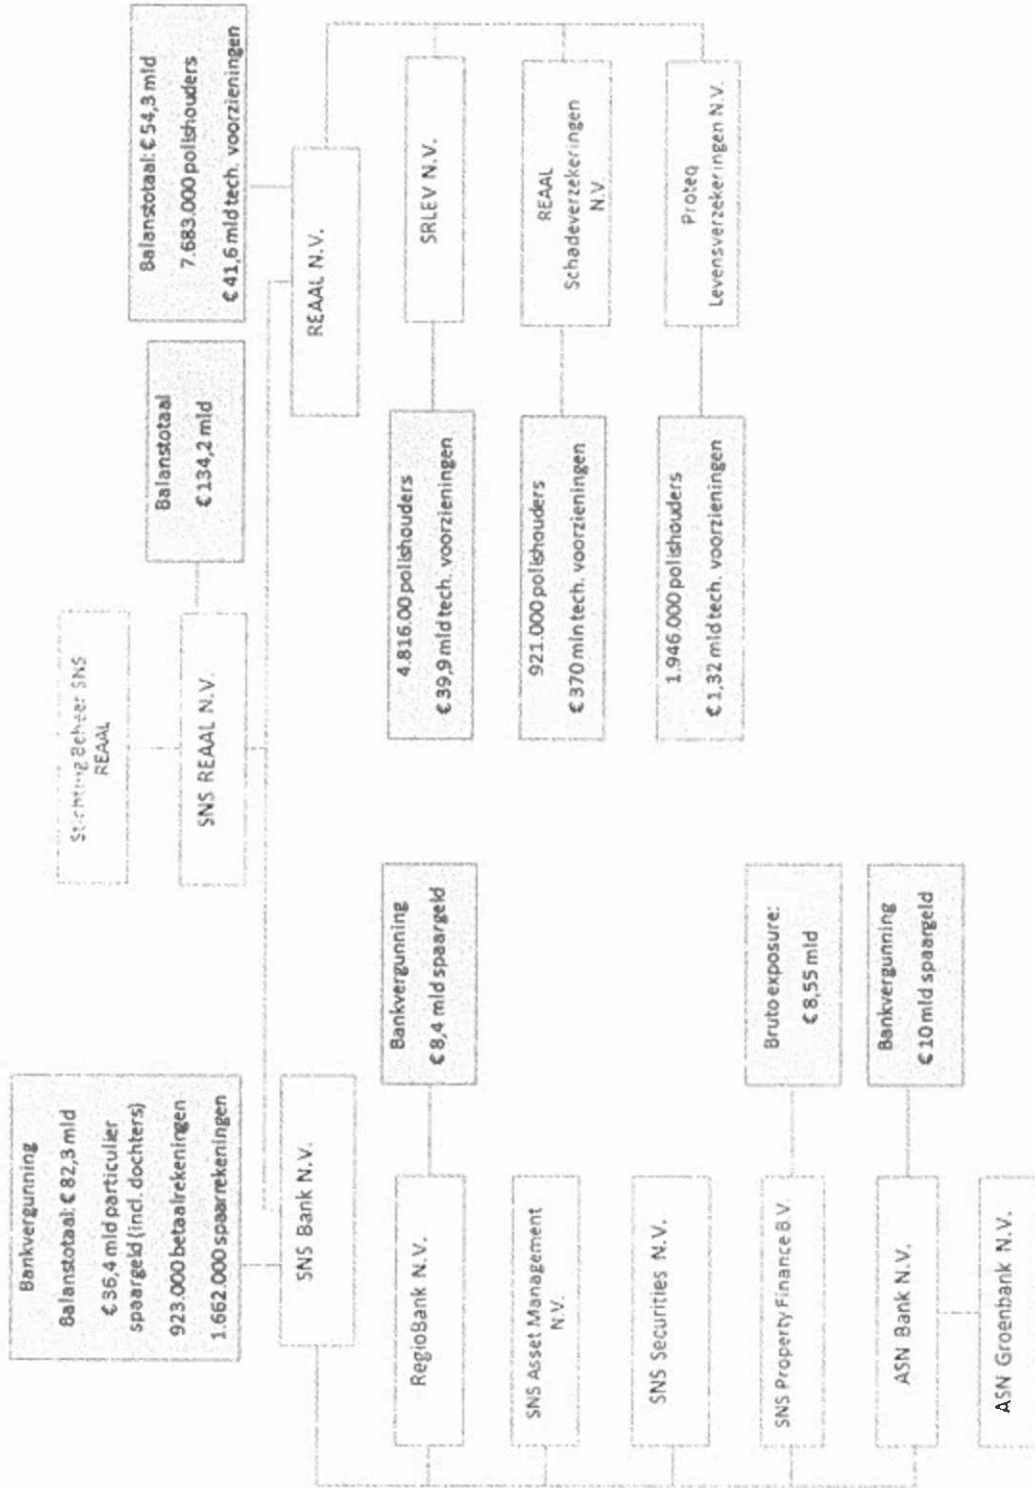 Stichting Beheer SNS
REAAL
SNS REAAL N.V.
Balanstotaal
€ 134,2 mld
Bankvergunning
Balanstotaal: € 82,3 mld
€ 36,4 mld particulier
spaargeld (incl. dochters)
923.000 betaalrekeningen
1.662.000 spaarrekeningen
SNS Bank N.V.
RegioBank N.V.
Bankvergunning
€ 8,4 mld spaargeld
SNS Asset Management
N.V.
SNS Securities N.V.
SNS Property Finance B.V.
Bruto exposure:
€ 8,55 mld
ASN Bank N.V.
Bankvergunning
€ 10 mld spaargeld
ASN Groenbank N.V.
Balanstotaal: € 54,3 mld
7.683.000 polishouders
€ 41,6 mld tech. voorzieningen
REAAL N.V.
4.816.00 polishouders
€ 39,9 mld tech. voorzieningen
SRLEV N.V.
921.000 polishouders
€ 370 mln tech. voorzieningen
REAAL
Schadeverzekeringen
N.V.
1.946.000 polishouders
€ 1,32 mld tech. voorzieningen
Proteq
Levensverzekeringen N.V.